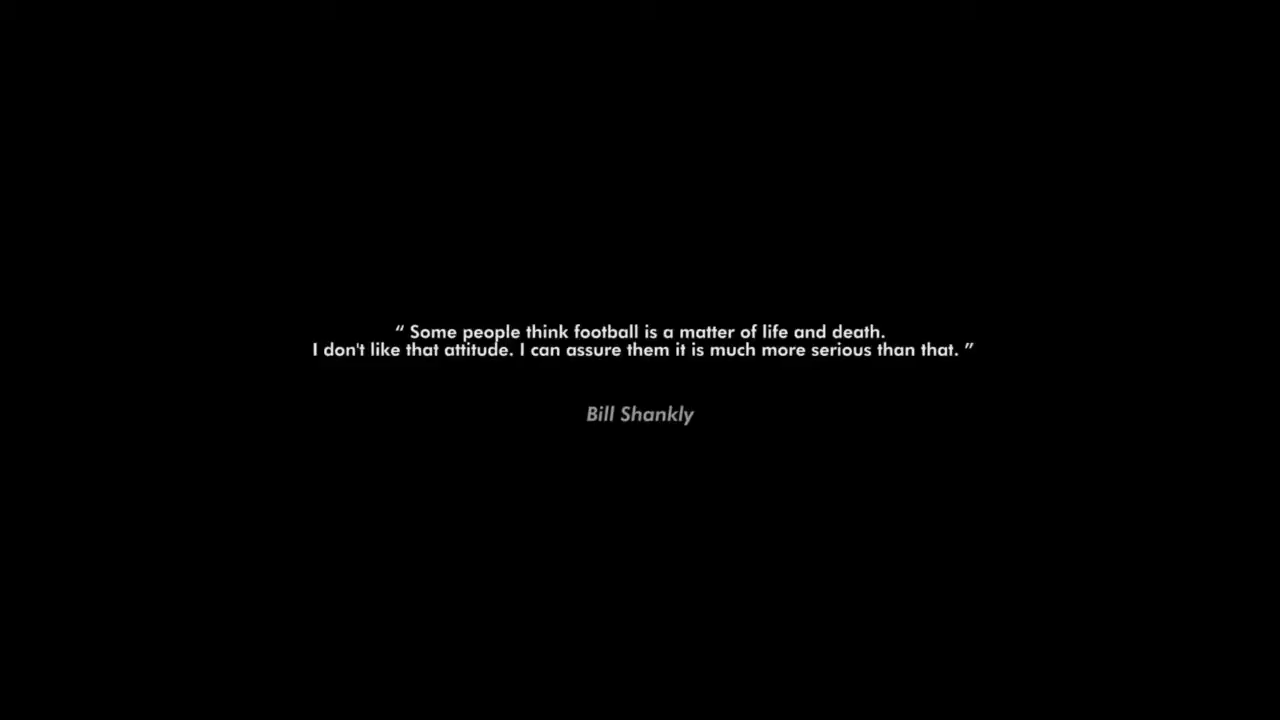 “ Some people think football is a matter of life and death.
I don't like that attitude. I can assure them it is much more serious than that. ”
Bill Shankly